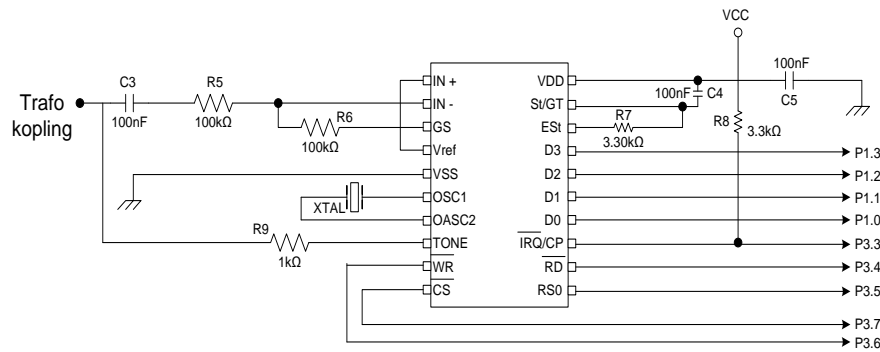 VCC
C3
100nF
R5
100kΩ
Trafo
kopling
R6
100kΩ
IN +
IN -
GS
Vref
VSS
OSC1
OASC2
TONE
WR
CS
XTAL
R9
1kΩ
VDD
St/GT
ESt
D3
D2
D1
D0
IRQ/CP
RD
RS0
100nF
C4
R7
3.30kΩ
R8
3.3kΩ
100nF
C5
P1.3
P1.2
P1.1
P1.0
P3.3
P3.4
P3.5
P3.7
P3.6